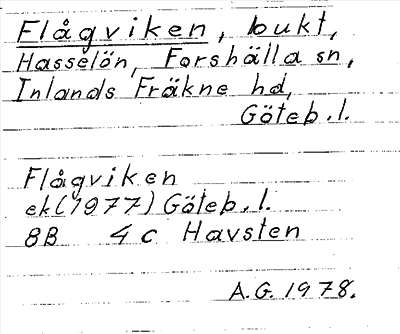 Flågviken, bukt,
Hasselön, Forshälla sn,
Inlands Fräkne hd,
Göteb.l.
Flågviken
ek(1977) Göteb.l.
8B 4c Havsten
A.G. 1978.